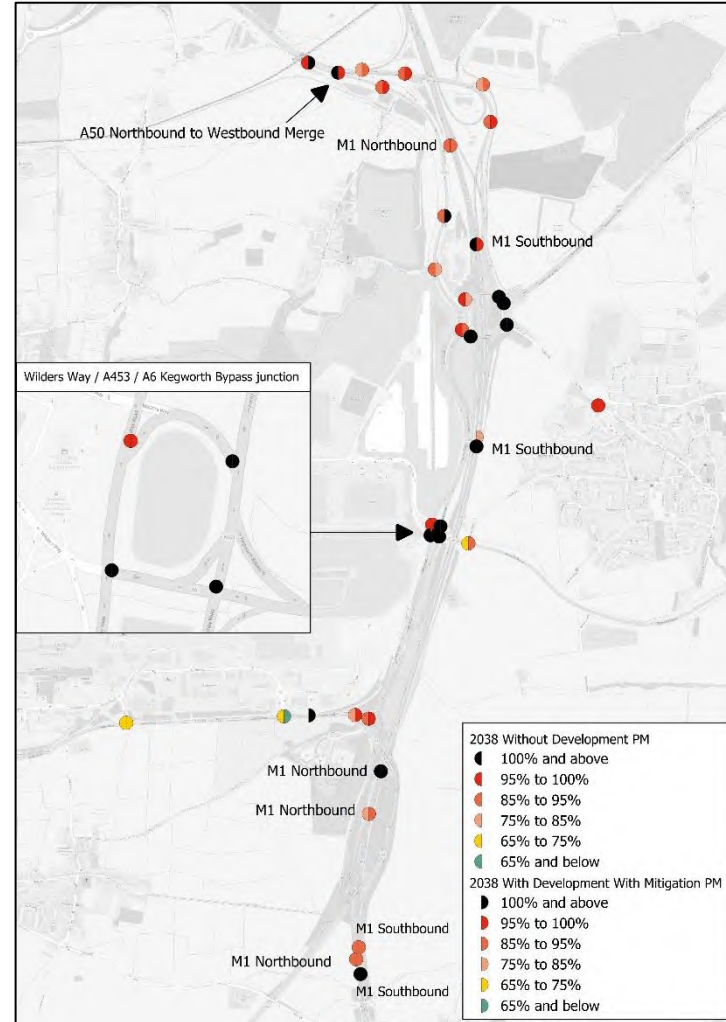 A50 Northbound to Westbound Merge
M1 Northbound
M1 Southbound
Wilders Way / A453 / A6 Kegworth Bypass junction
M1 Southbound
M1 Northbound
M1 Northbound
M1 Southbound
M1 Northbound
M1 Southbound
2038 Without Development PM
100% and above
95% to 100%
85% to 95%
75% to 85%
65% to 75%
65% and below
2038 With Development With Mitigation PM
100% and above
95% to 100%
85% to 95%
75% to 85%
65% to 75%
65% and below